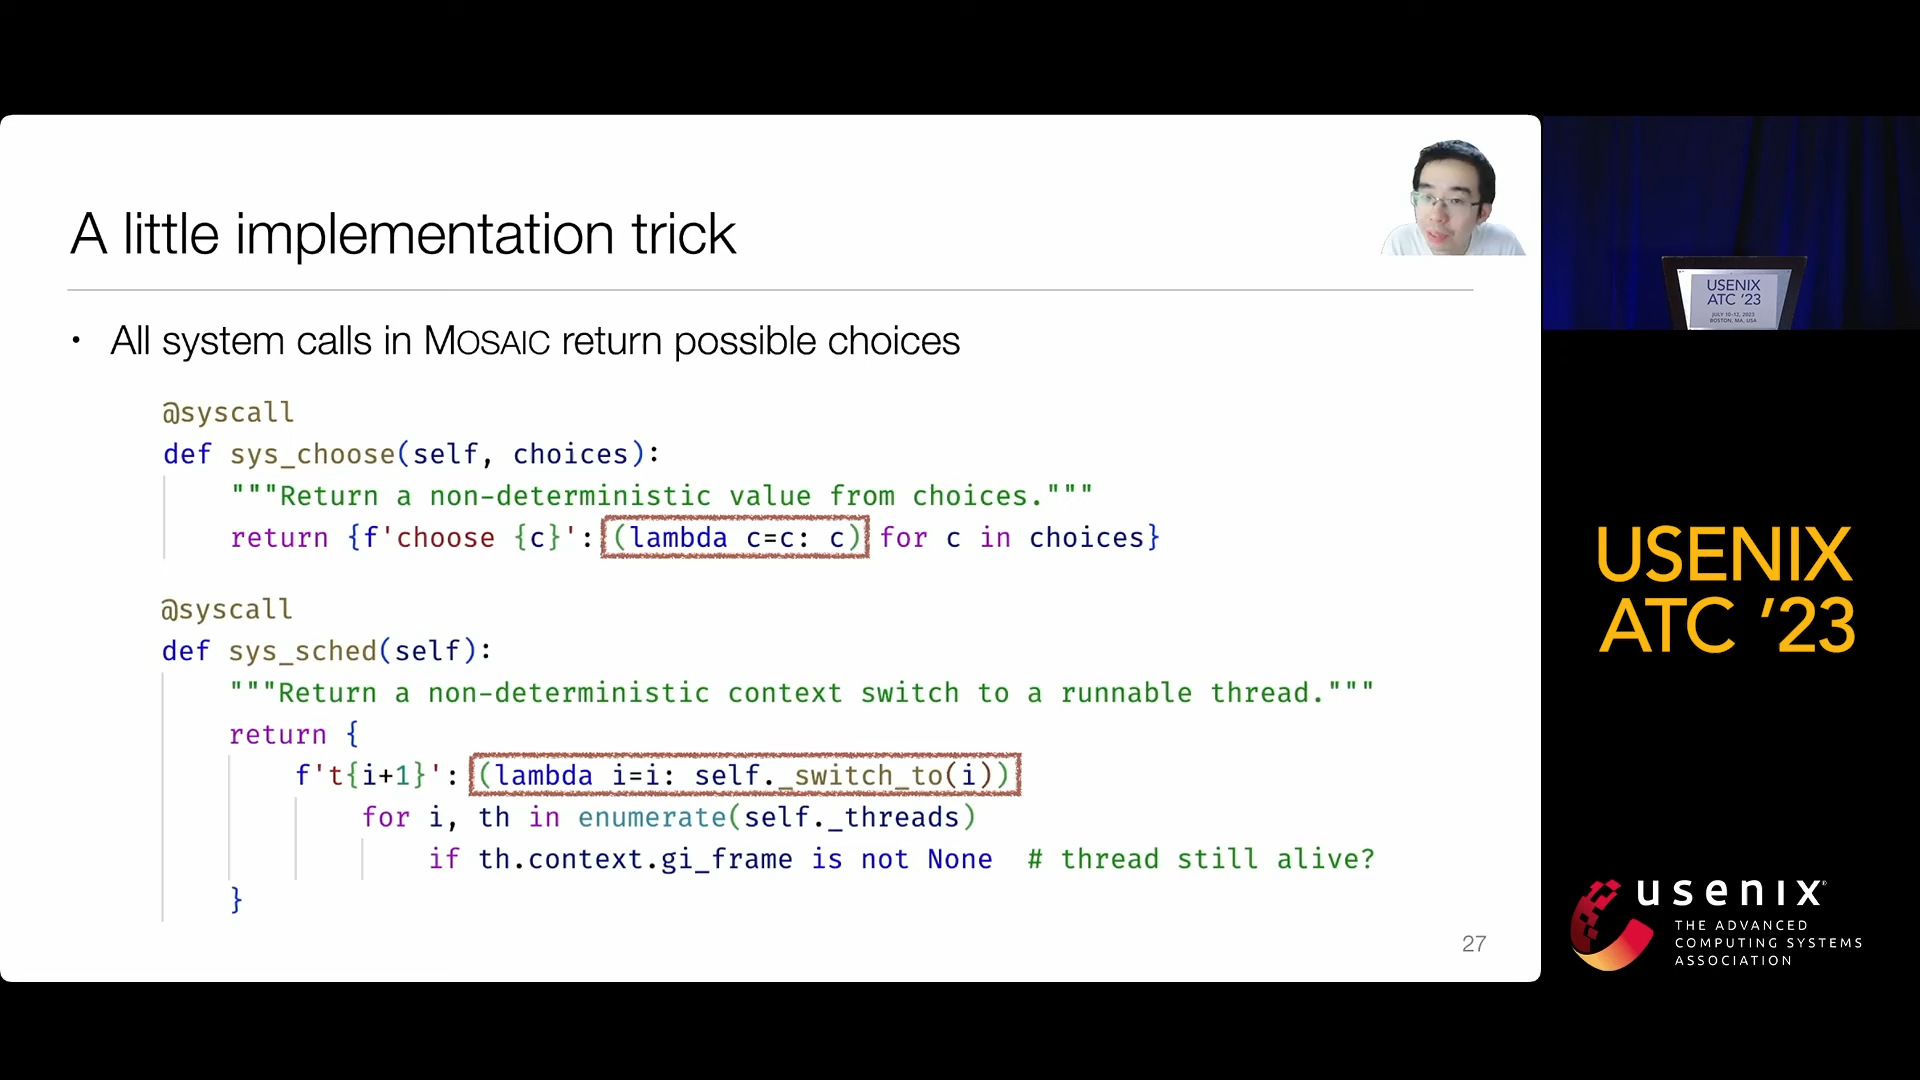 A little implementation trick
• All system calls in MOSAIC return possible choices
@syscall
def sys_choose(self, choices):
"""Return a non-deterministic value from choices."""
return {f'choose {c}': (lambda c=c: c) for c in choices}
@syscall
def sys_sched(self):
"""Return a non-deterministic context switch to a runnable thread."""
return {
f't{i+1}': (lambda i=i: self._switch_to(i))
for i, th in enumerate(self._threads)
if th.context.gi_frame is not None # thread still alive?
}
27
USENIX
ATC '23
JULY 10–12, 2023
BOSTON, MA, USA
USENIX
ATC '23
usenix®
THE ADVANCED
COMPUTING SYSTEMS
ASSOCIATION